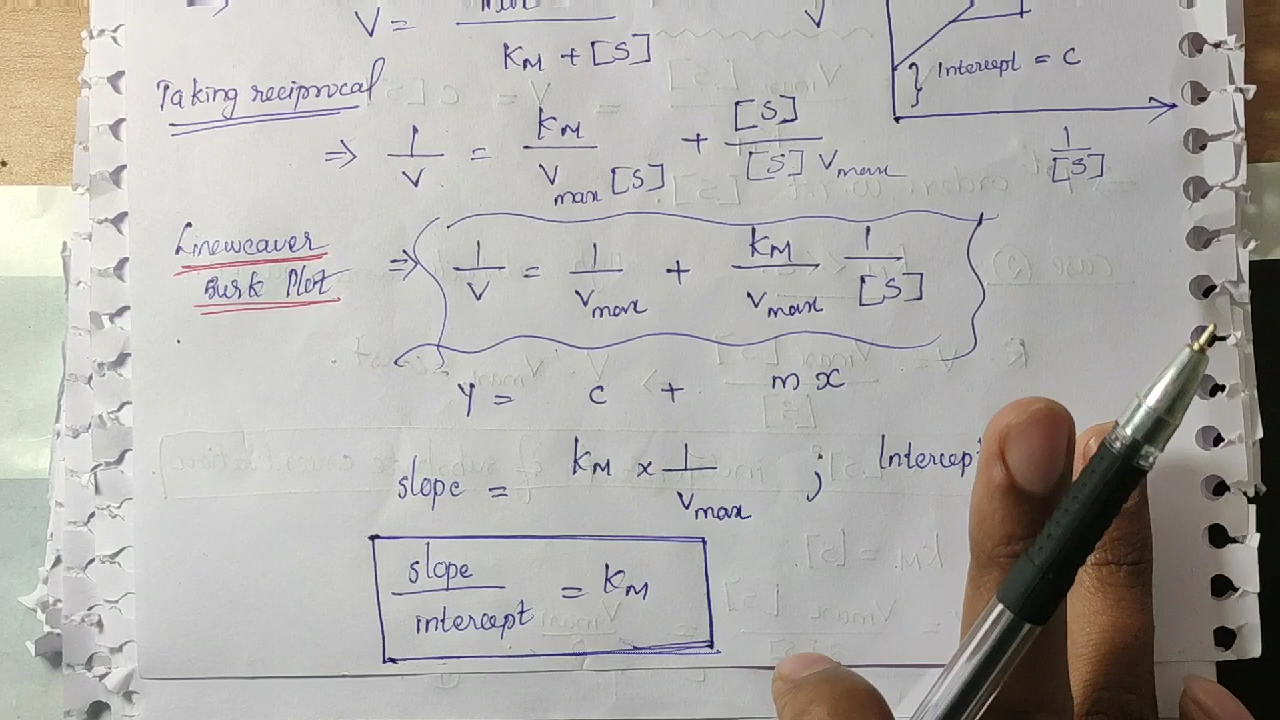 V =
KM + [S]
Intercept = C
Taking reciprocal
⇒ 1/V = KM/Vmax [S] + [S]/[S] Vmax
1/[S]
Lineweaver
Burk Plot
⇒ 1/V = 1/Vmax + KM/Vmax 1/[S]
y = c + m x
slope = KM x 1/Vmax ; Intercep
slope/intercept = KM